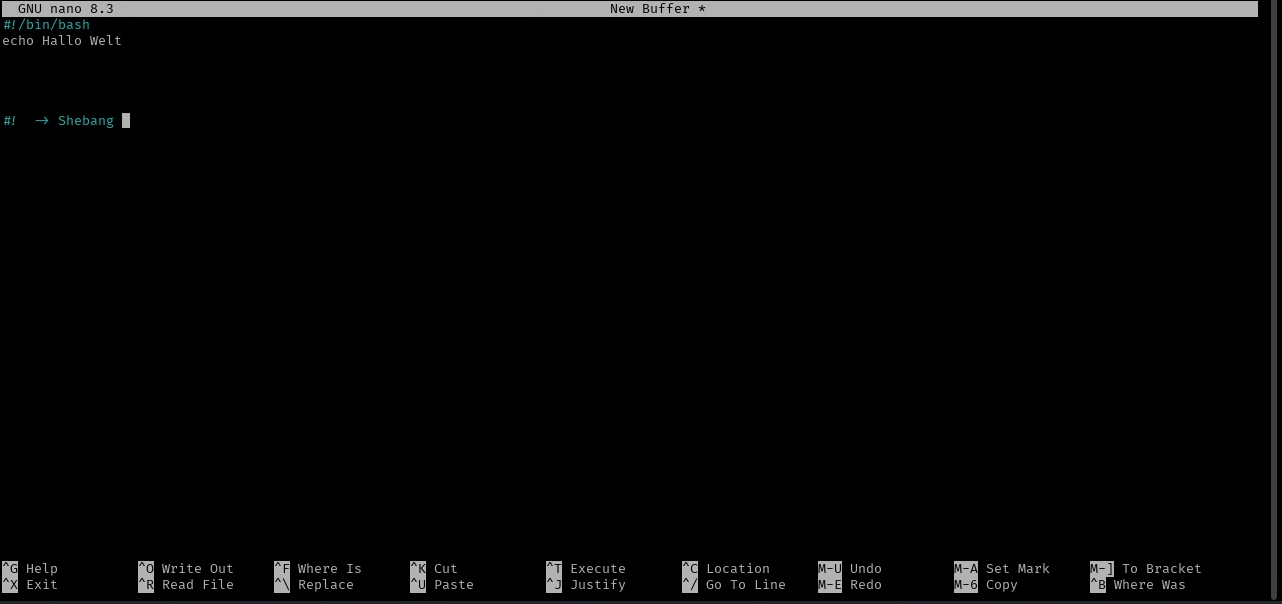 GNU nano 8.3 New Buffer *
#!/bin/bash
echo Hallo Welt
#!  -> Shebang
^G Help ^O Write Out ^F Where Is ^K Cut ^T Execute ^C Location M-U Undo M-A Set Mark M-] To Bracket
^X Exit ^R Read File ^\ Replace ^U Paste ^J Justify ^/ Go To Line M-E Redo M-6 Copy ^B Where Was